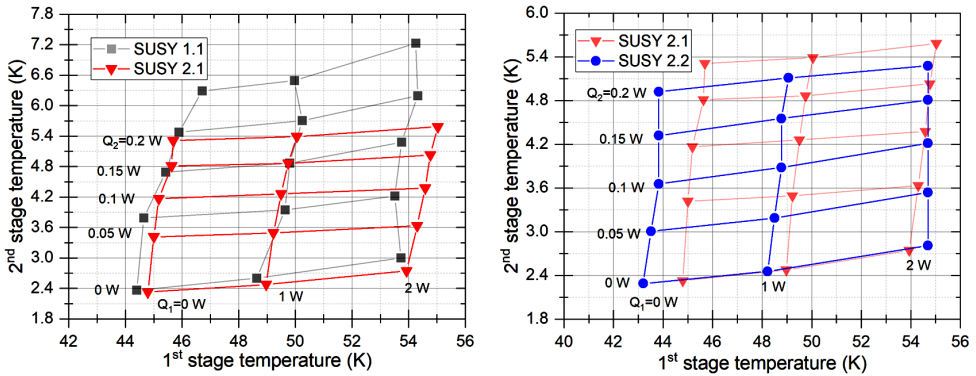 7.8
7.2
6.6
6.0
5.4
4.8
4.2
3.6
3.0
2.4
1.8
2nd stage temperature (K)
SUSY 1.1
SUSY 2.1
Q2=0.2 W
0.15 W
0.1 W
0.05 W
0 W
Q1=0 W
1 W
2 W
42 44 46 48 50 52 54 56
1st stage temperature (K)
6.0
5.4
4.8
4.2
3.6
3.0
2.4
1.8
2nd stage temperature (K)
SUSY 2.1
SUSY 2.2
Q2=0.2 W
0.15 W
0.1 W
0.05 W
0 W
Q1=0 W
1 W
2 W
40 42 44 46 48 50 52 54 56
1st stage temperature (K)